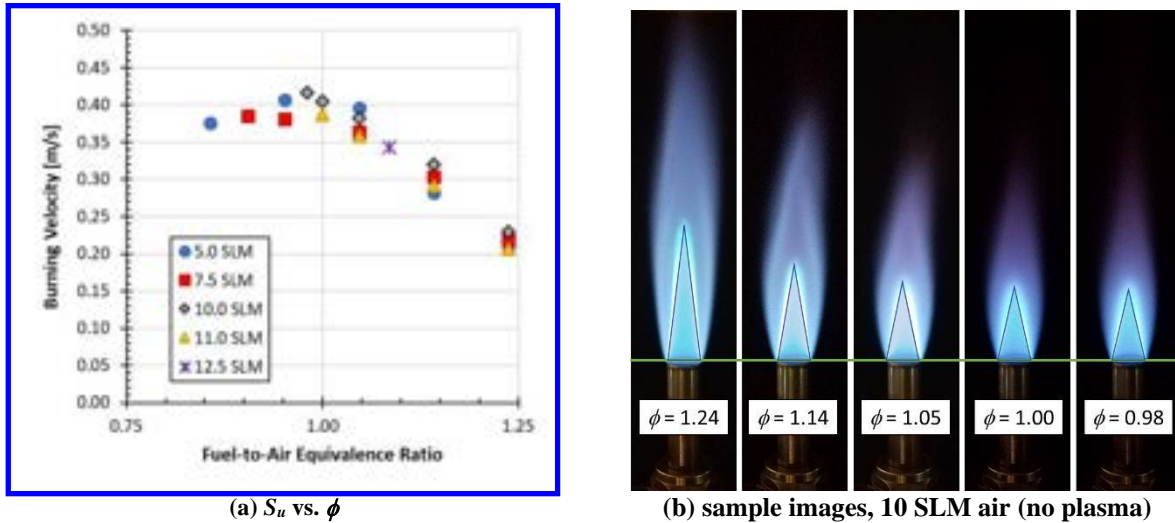 0.50
0.45
0.40
0.35
0.30
0.25
0.20
0.15
0.10
0.05
0.00
Burning Velocity [m/s]
5.0 SLM
7.5 SLM
10.0 SLM
11.0 SLM
12.5 SLM
0.75 1.00 1.25
Fuel-to-Air Equivalence Ratio
(a) Su vs. ϕ
ϕ = 1.24
ϕ = 1.14
ϕ = 1.05
ϕ = 1.00
ϕ = 0.98
(b) sample images, 10 SLM air (no plasma)